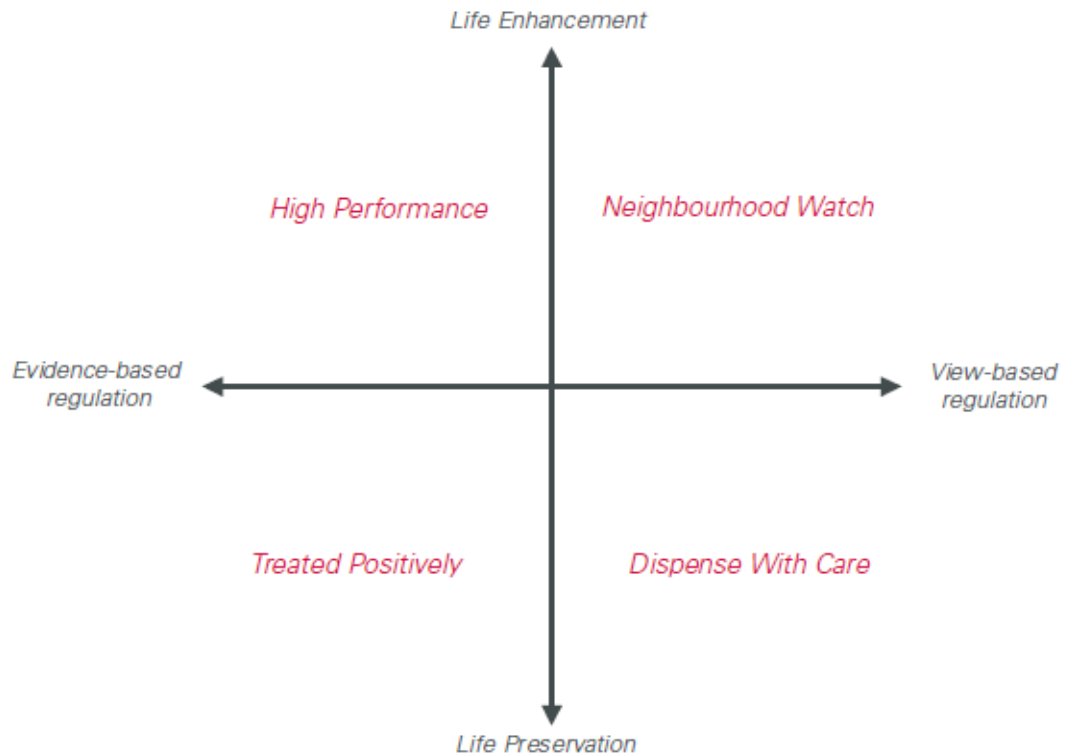 Life Enhancement
High Performance
Neighbourhood Watch
Evidence-based
regulation
View-based
regulation
Treated Positively
Dispense With Care
Life Preservation